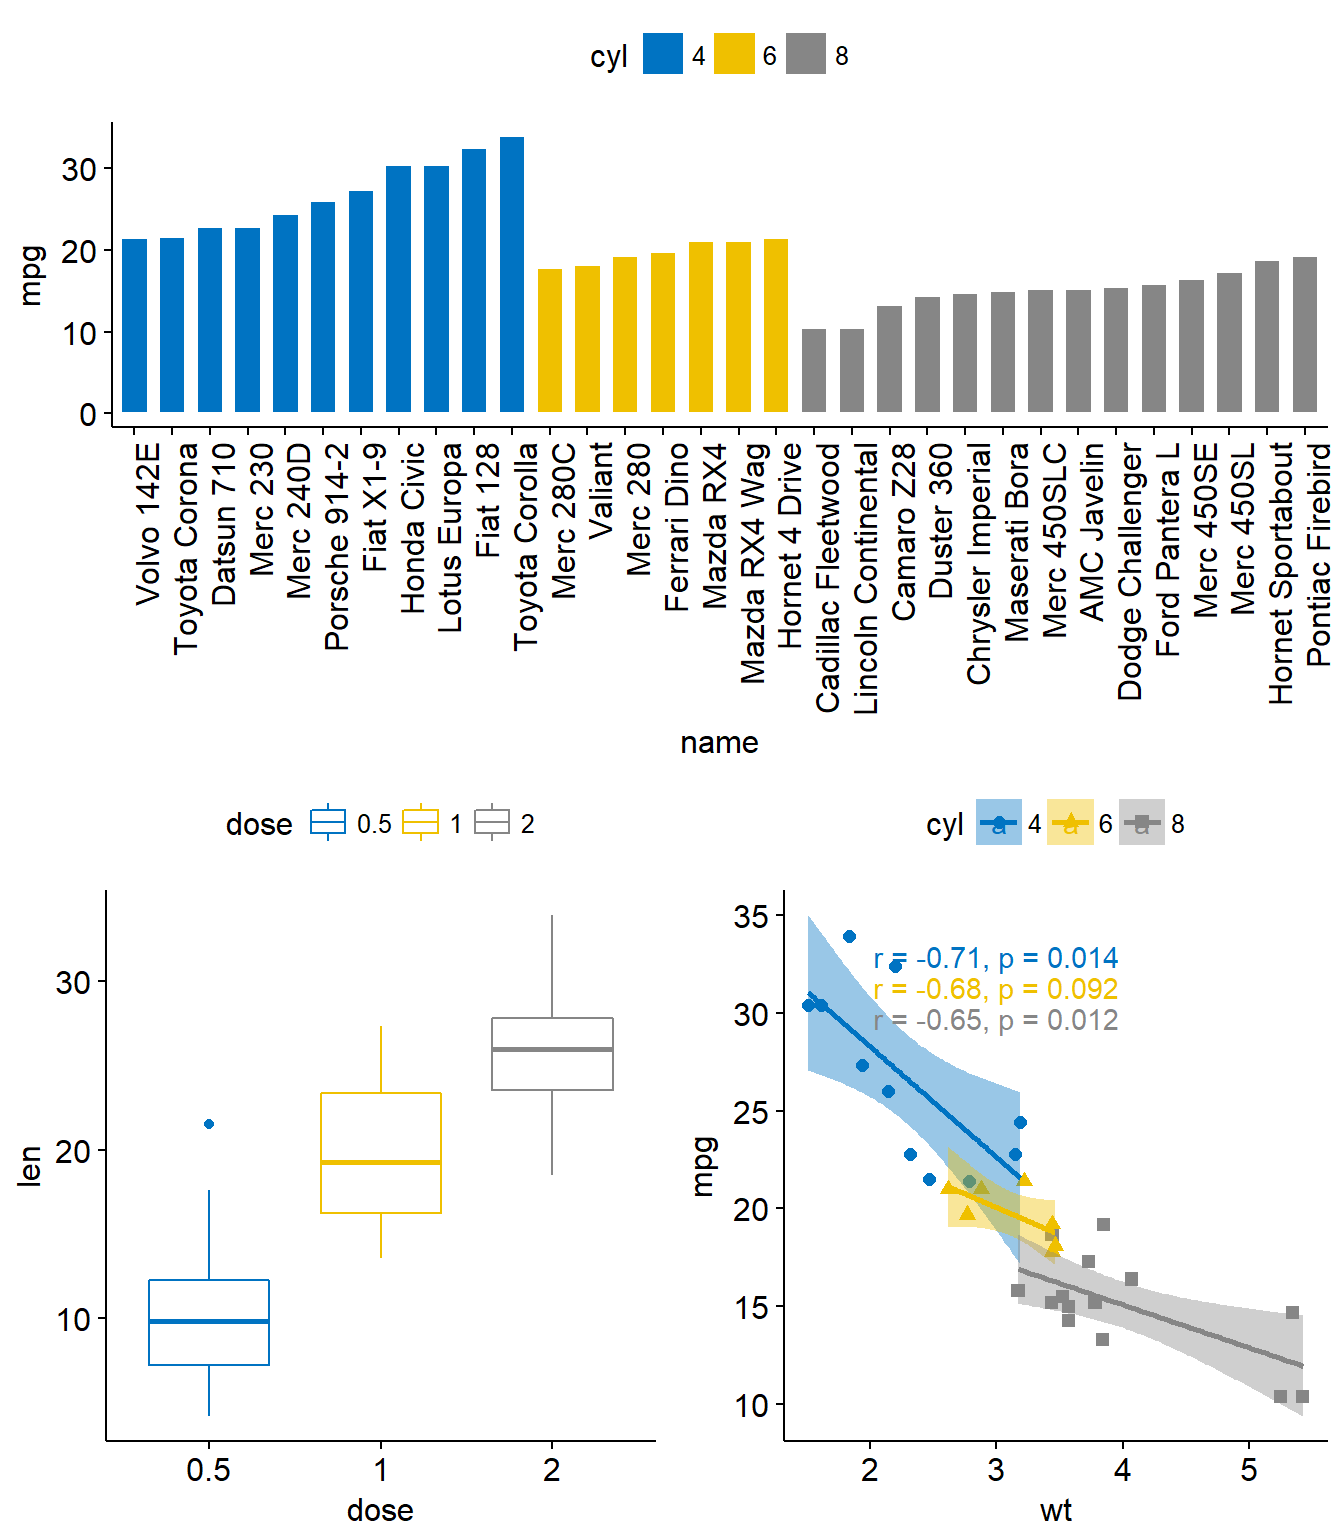 cyl 4 6 8
mpg
30
20
10
0
Volvo 142E
Toyota Corona
Datsun 710
Merc 230
Merc 240D
Porsche 914-2
Fiat X1-9
Honda Civic
Lotus Europa
Fiat 128
Toyota Corolla
Merc 280C
Valiant
Merc 280
Ferrari Dino
Mazda RX4
Mazda RX4 Wag
Hornet 4 Drive
Cadillac Fleetwood
Lincoln Continental
Camaro Z28
Duster 360
Chrysler Imperial
Maserati Bora
Merc 450SLC
AMC Javelin
Dodge Challenger
Ford Pantera L
Merc 450SE
Merc 450SL
Hornet Sportabout
Pontiac Firebird
name
dose 0.5 1 2
len
30
20
10
0.5 1 2
dose
cyl a 4 a 6 a 8
mpg
35
30
25
20
15
10
r = -0.71, p = 0.014
r = -0.68, p = 0.092
r = -0.65, p = 0.012
2 3 4 5
wt